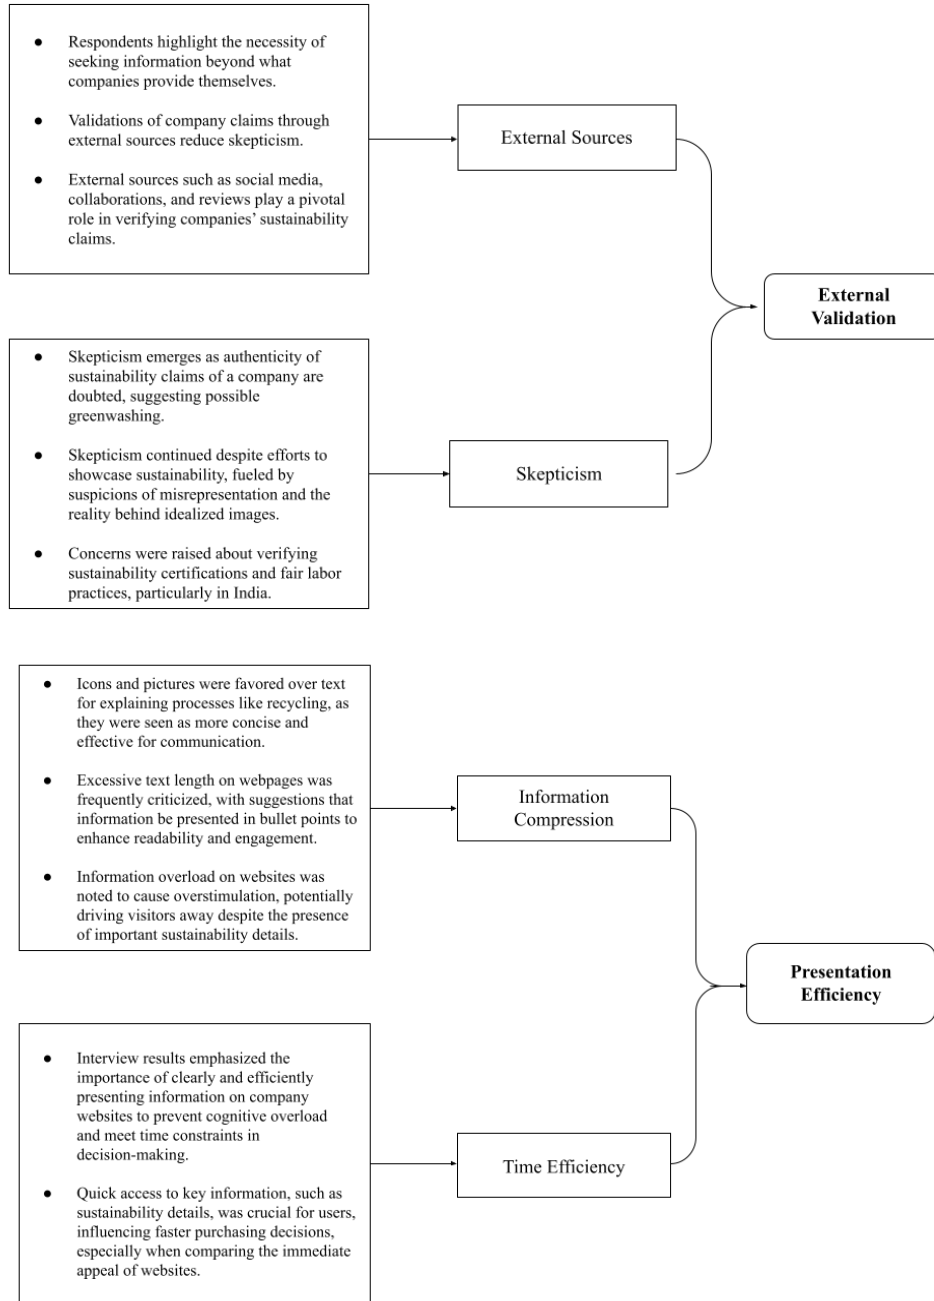 ● Respondents highlight the necessity of
seeking information beyond what
companies provide themselves.
● Validations of company claims through
external sources reduce skepticism.
● External sources such as social media,
collaborations, and reviews play a pivotal
role in verifying companies’ sustainability
claims.
External Sources
● Skepticism emerges as authenticity of
sustainability claims of a company are
doubted, suggesting possible
greenwashing.
● Skepticism continued despite efforts to
showcase sustainability, fueled by
suspicions of misrepresentation and the
reality behind idealized images.
● Concerns were raised about verifying
sustainability certifications and fair labor
practices, particularly in India.
Skepticism
External
Validation
● Icons and pictures were favored over text
for explaining processes like recycling, as
they were seen as more concise and
effective for communication.
● Excessive text length on webpages was
frequently criticized, with suggestions that
information be presented in bullet points to
enhance readability and engagement.
● Information overload on websites was
noted to cause overstimulation, potentially
driving visitors away despite the presence
of important sustainability details.
Information
Compression
● Interview results emphasized the
importance of clearly and efficiently
presenting information on company
websites to prevent cognitive overload
and meet time constraints in
decision-making.
● Quick access to key information, such as
sustainability details, was crucial for users,
influencing faster purchasing decisions,
especially when comparing the immediate
appeal of websites.
Time Efficiency
Presentation
Efficiency